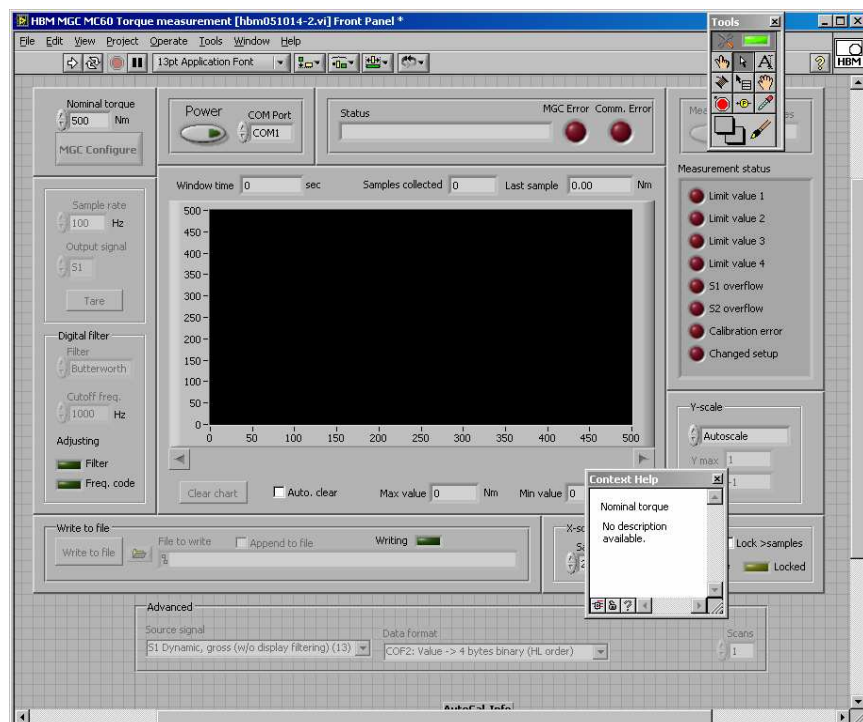 HBM MGC MC60 Torque measurement [hbm051014-2.vi] Front Panel *
File Edit View Project Operate Tools Window Help
13pt Application Font
HBM
Tools
Nominal torque
500 Nm
MGC Configure
Power
COM Port
COM1
Status
MGC Error Comm. Error
Window time 0 sec
Samples collected 0
Last sample 0.00 Nm
Measurement status
Limit value 1
Limit value 2
Limit value 3
Limit value 4
S1 overflow
S2 overflow
Calibration error
Changed setup
Sample rate
100 Hz
Output signal
S1
Tare
Digital filter
Filter
Butterworth
Cutoff freq.
1000 Hz
Adjusting
Filter
Freq. code
500
450
400
350
300
250
200
150
100
50
0
0 50 100 150 200 250 300 350 400 450 500
Clear chart
Auto. clear
Max value 0 Nm
Min value 0
Y-scale
Autoscale
Y max 1
-1
Context Help
Nominal torque
No description
available.
Write to file
Write to file
File to write
Append to file
Writing
Lock >samples
Locked
Advanced
Source signal
S1 Dynamic, gross (w/o display filtering) (13)
Data format
COF2: Value -> 4 bytes binary (HL order)
Scans
1
AutoCal Info